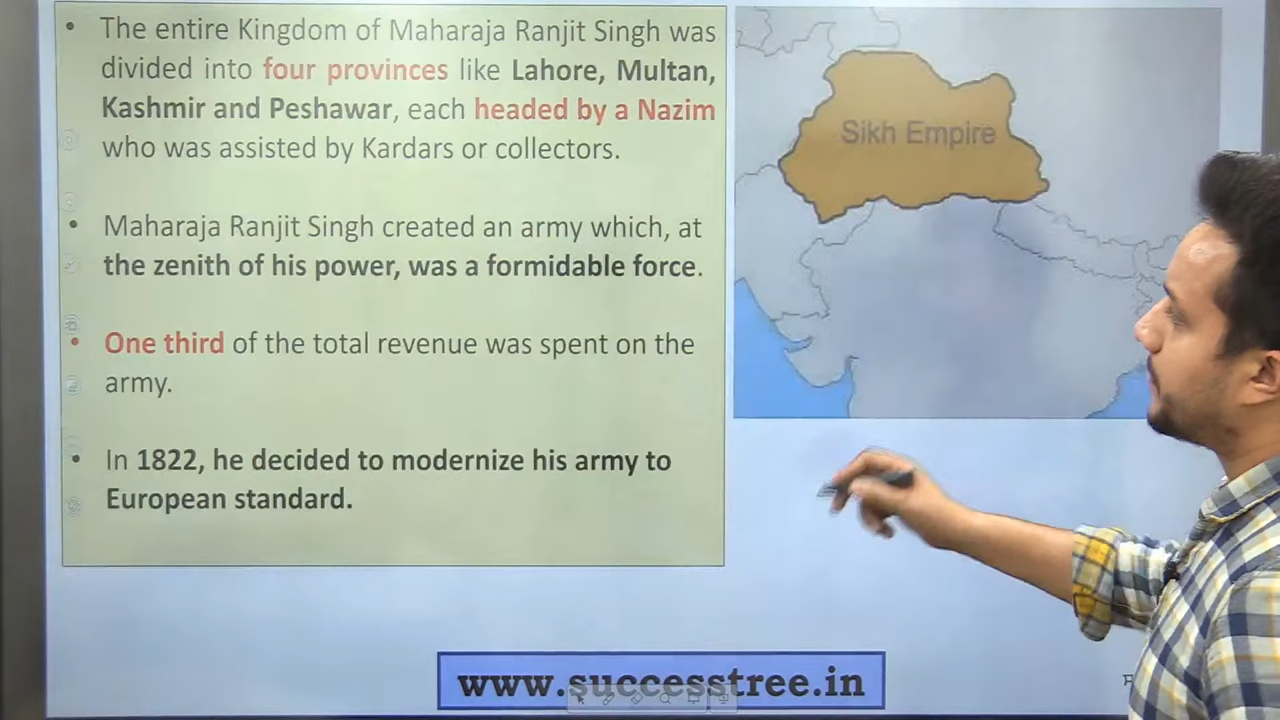 • The entire Kingdom of Maharaja Ranjit Singh was
divided into four provinces like Lahore, Multan,
Kashmir and Peshawar, each headed by a Nazim
who was assisted by Kardars or collectors.
• Maharaja Ranjit Singh created an army which, at
the zenith of his power, was a formidable force.
• One third of the total revenue was spent on the
army.
• In 1822, he decided to modernize his army to
European standard.
Sikh Empire
www.successtree.in